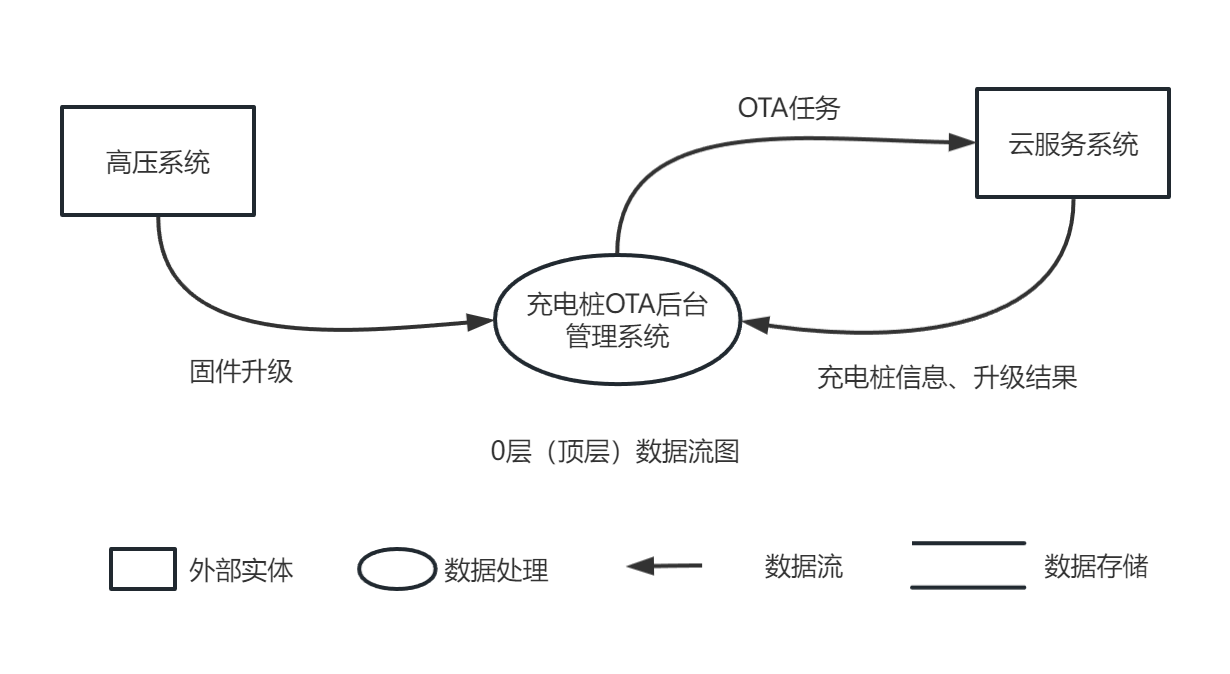 OTA任务
高压系统
云服务系统
充电桩OTA后台
管理系统
固件升级
充电桩信息、升级结果
0层（顶层）数据流图
外部实体
数据处理
数据流
数据存储